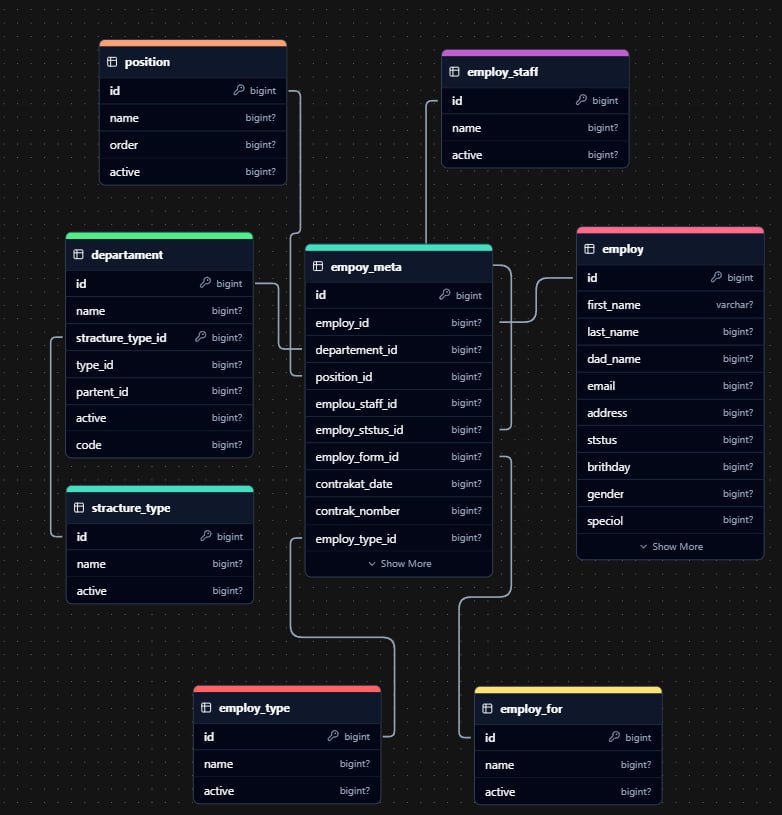 position
id bigint
name bigint?
order bigint?
active bigint?
employ_staff
id bigint
name bigint?
active bigint?
departament
id bigint
name bigint?
stracture_type_id bigint?
type_id bigint?
partent_id bigint?
active bigint?
code bigint?
empoy_meta
id bigint
employ_id bigint?
departement_id bigint?
position_id bigint?
emplou_staff_id bigint?
employ_ststus_id bigint?
employ_form_id bigint?
contrakat_date bigint?
contrak_nomber bigint?
employ_type_id bigint?
Show More
employ
id bigint
first_name varchar?
last_name bigint?
dad_name bigint?
email bigint?
address bigint?
ststus bigint?
brithday bigint?
gender bigint?
speciol bigint?
Show More
stracture_type
id bigint
name bigint?
active bigint?
employ_type
id bigint
name bigint?
active bigint?
employ_for
id bigint
name bigint?
active bigint?